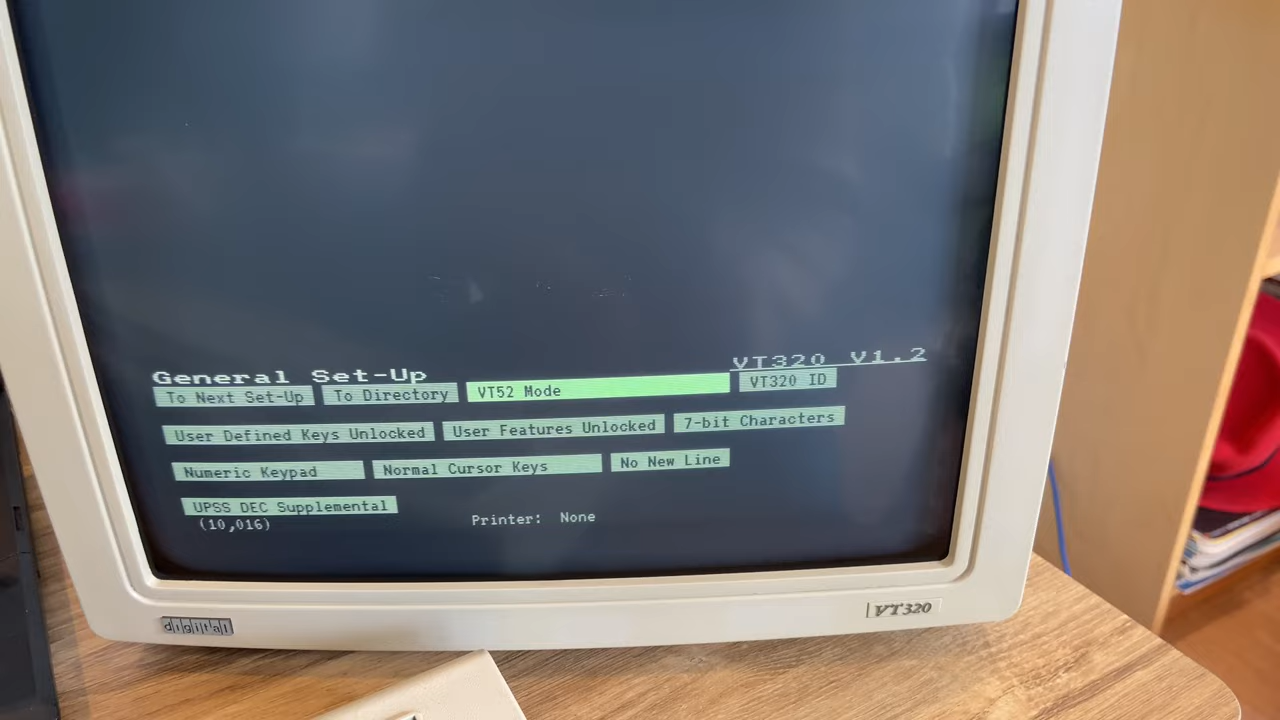 General Set-Up VT320 V1.2
To Next Set-Up To Directory VT52 Mode VT320 ID
User Defined Keys Unlocked User Features Unlocked 7-bit Characters
Numeric Keypad Normal Cursor Keys No New Line
UPSS DEC Supplemental
(10,016) Printer: None
digital VT320